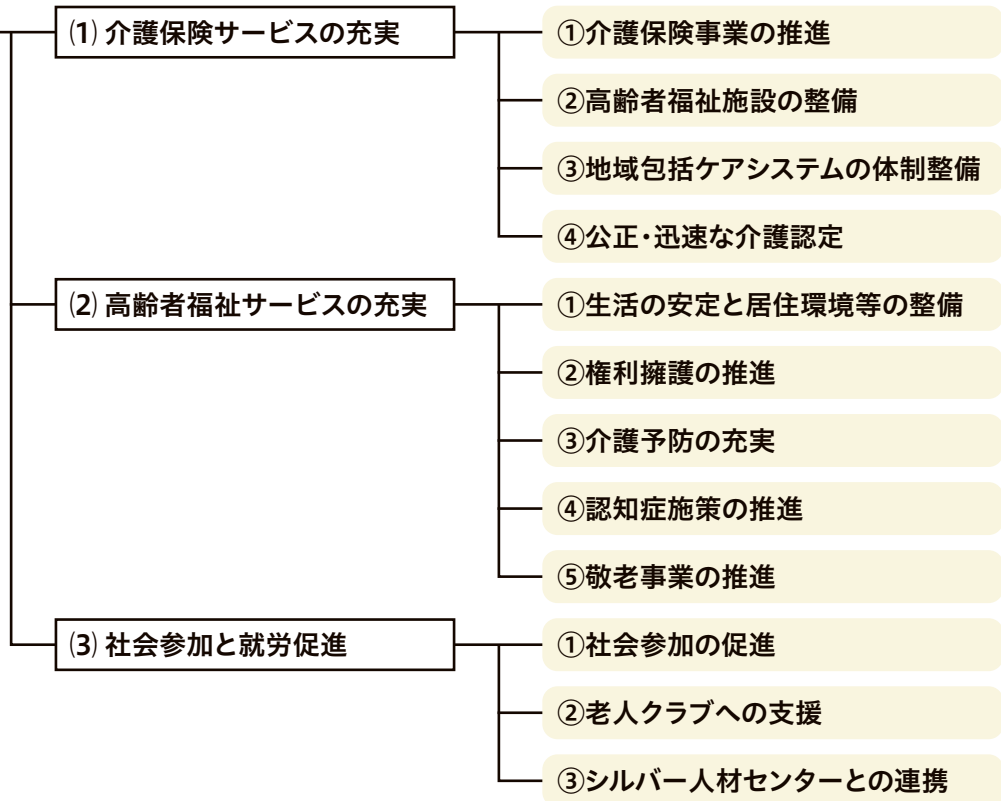 ⑴ 介護保険サービスの充実
①介護保険事業の推進
②高齢者福祉施設の整備
③地域包括ケアシステムの体制整備
④公正・迅速な介護認定
⑵ 高齢者福祉サービスの充実
①生活の安定と居住環境等の整備
②権利擁護の推進
③介護予防の充実
④認知症施策の推進
⑤敬老事業の推進
⑶ 社会参加と就労促進
①社会参加の促進
②老人クラブへの支援
③シルバー人材センターとの連携